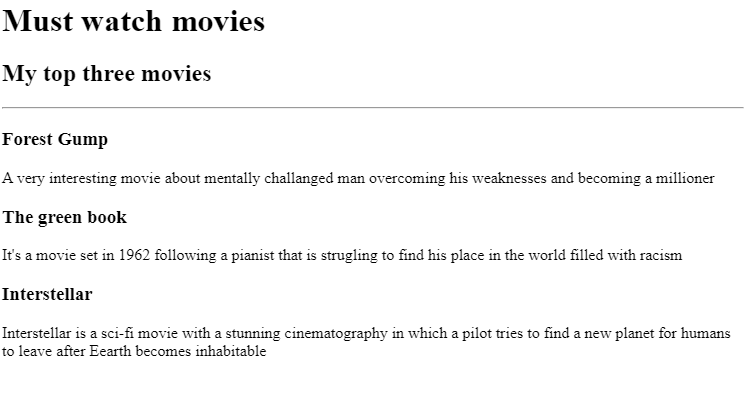 Must watch movies
My top three movies
Forest Gump
A very interesting movie about mentally challanged man overcoming his weaknesses and becoming a millioner
The green book
It's a movie set in 1962 following a pianist that is strugling to find his place in the world filled with racism
Interstellar
Interstellar is a sci-fi movie with a stunning cinematography in which a pilot tries to find a new planet for humans
to leave after Eearth becomes inhabitable